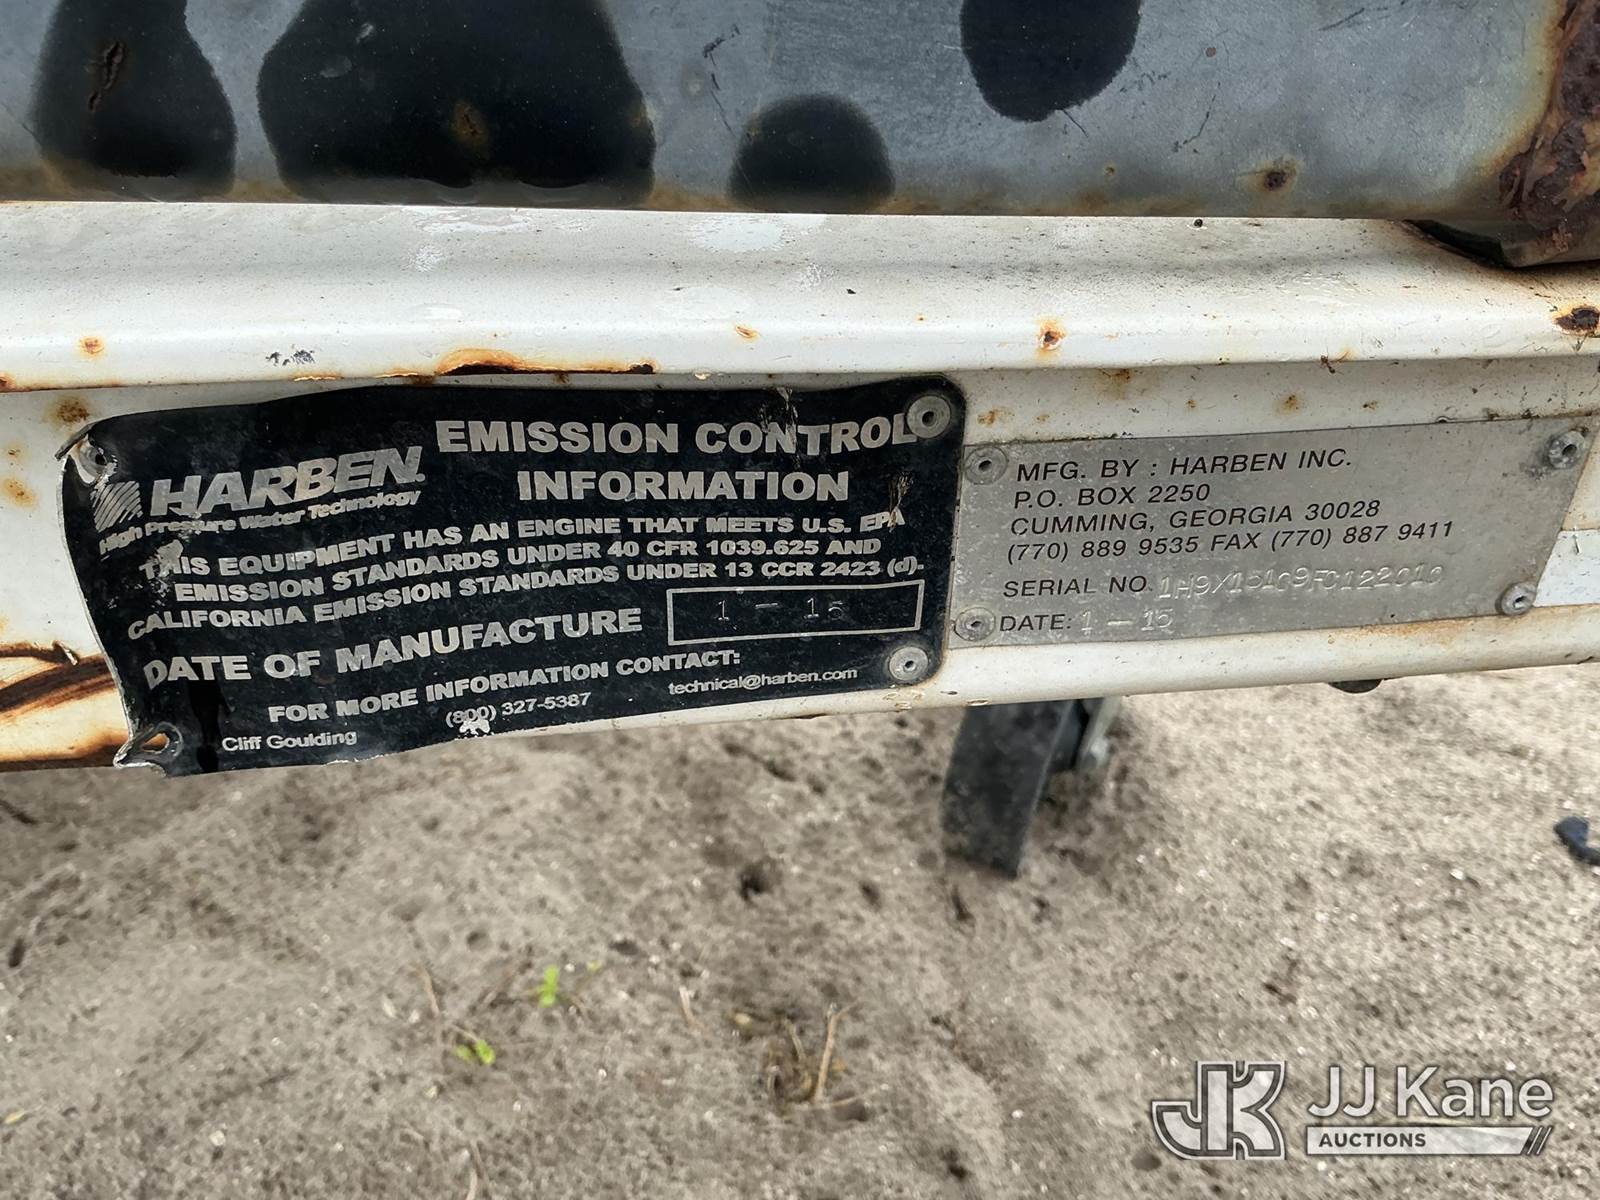 HARBEN.
High Pressure Water Technology
EMISSION CONTROL
INFORMATION
THIS EQUIPMENT HAS AN ENGINE THAT MEETS U.S. EPA
EMISSION STANDARDS UNDER 40 CFR 1039.625 AND
CALIFORNIA EMISSION STANDARDS UNDER 13 CCR 2423 (d).
DATE OF MANUFACTURE 1 - 15
FOR MORE INFORMATION CONTACT:
(800) 327-5387 technical@harben.com
Cliff Goulding
MFG. BY : HARBEN INC.
P.O. BOX 2250
CUMMING, GEORGIA 30028
(770) 889 9535 FAX (770) 887 9411
SERIAL NO. 1H9X15109FC122010
DATE: 1 - 15
JK JJ Kane
AUCTIONS